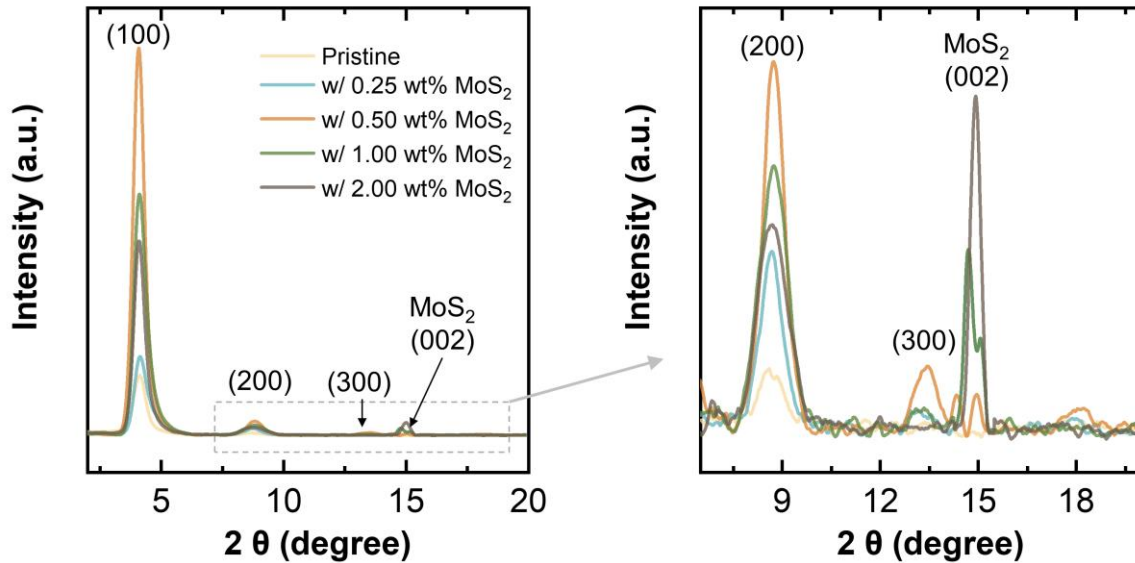 (100)
Pristine
w/ 0.25 wt% MoS₂
w/ 0.50 wt% MoS₂
w/ 1.00 wt% MoS₂
w/ 2.00 wt% MoS₂
MoS₂
(002)
(200)
(300)
Intensity (a.u.)
5
10
15
20
2 θ (degree)
(200)
MoS₂
(002)
(300)
Intensity (a.u.)
9
12
15
18
2 θ (degree)